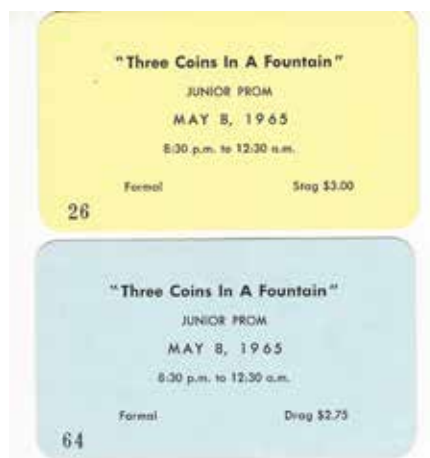 "Three Coins In A Fountain"
JUNIOR PROM
MAY 8, 1965
8:30 p.m. to 12:30 a.m.
Formal Stag $3.00
26
"Three Coins In A Fountain"
JUNIOR PROM
MAY 8, 1965
8:30 p.m. to 12:30 a.m.
Formal Drag $2.75
64